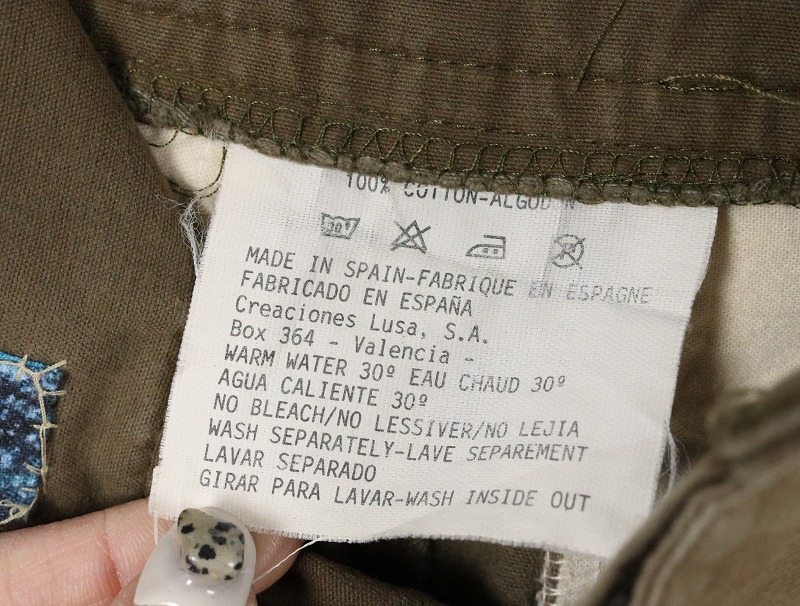 100% COTTON-ALGOD N
30°
MADE IN SPAIN-FABRIQUE EN ESPAGNE
FABRICADO EN ESPAÑA
Creaciones Lusa, S.A.
Box 364 - Valencia -
WARM WATER 30º EAU CHAUD 30º
AGUA CALIENTE 30º
NO BLEACH/NO LESSIVER/NO LEJIA
WASH SEPARATELY-LAVE SEPAREMENT
LAVAR SEPARADO
GIRAR PARA LAVAR-WASH INSIDE OUT